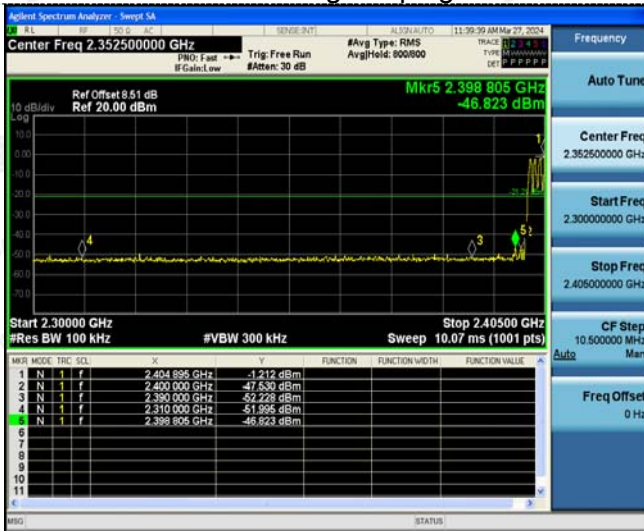 Agilent Spectrum Analyzer - Swept SA
RL RF 50 Ω AC SENSE:INT ALIGN AUTO 11:39:39 AM Mar 27, 2024
Center Freq 2.352500000 GHz
PNO: Fast
IFGain:Low
Trig: Free Run
#Atten: 30 dB
#Avg Type: RMS
Avg|Hold: 800/800
TRACE 1 2 3 4 5
TYPE
DET P P P P P P
Frequency
Auto Tune
Center Freq
2.352500000 GHz
Start Freq
2.300000000 GHz
Stop Freq
2.405000000 GHz
CF Step
10.500000 MHz
Auto Man
Freq Offset
0 Hz
Ref Offset 8.51 dB
Ref 20.00 dBm
Mkr5 2.398 805 GHz
-46.823 dBm
10 dB/div
Log
10.0
0.00
-10.0
-20.0
-30.0
-40.0
-50.0
-60.0
-70.0
1
3
4
5
Start 2.30000 GHz
Stop 2.40500 GHz
#Res BW 100 kHz #VBW 300 kHz Sweep 10.07 ms (1001 pts)
MKR MODE TRC SCL X Y FUNCTION FUNCTION WIDTH FUNCTION VALUE
1 N 1 f 2.404 895 GHz -1.212 dBm
2 N 1 f 2.400 000 GHz -47.530 dBm
3 N 1 f 2.390 000 GHz -52.228 dBm
4 N 1 f 2.310 000 GHz -51.995 dBm
5 N 1 f 2.398 805 GHz -46.823 dBm
6
7
8
9
10
11
MSG STATUS